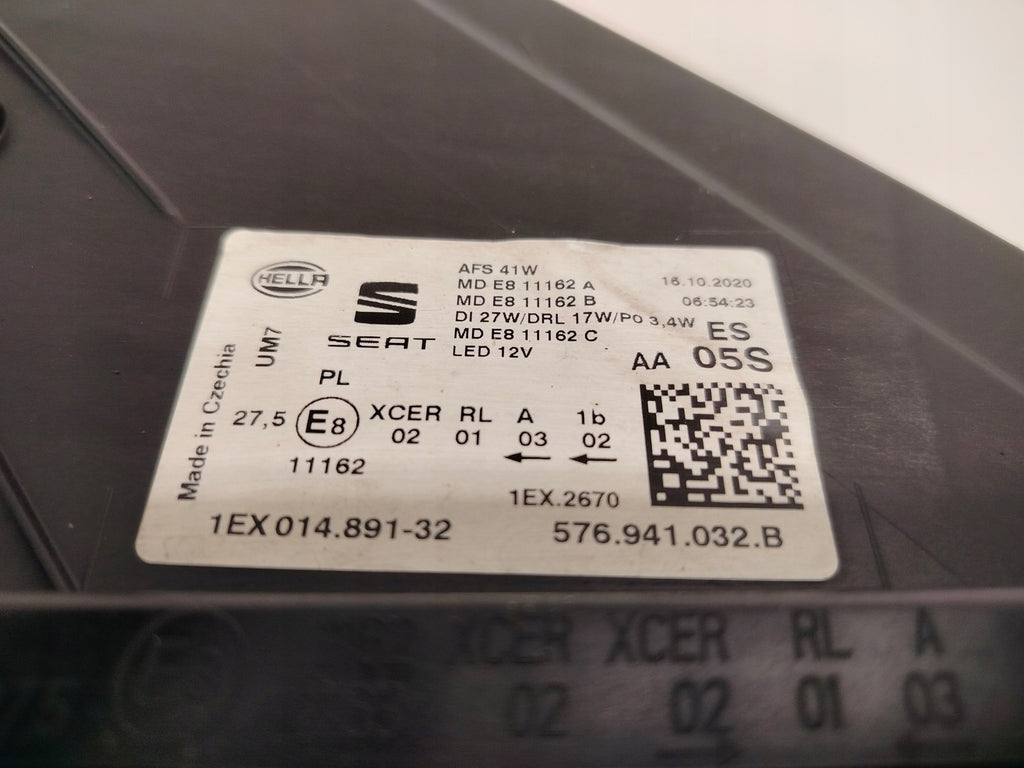 HELLA
SEAT
AFS 41W
MD E8 11162 A
MD E8 11162 B
DI 27W/DRL 17W/PO 3,4W
MD E8 11162 C
LED 12V
16.10.2020
06:54:23
ES
AA 05S
Made in Czechia
UM7
PL
27,5 E8 XCER RL A 1b
02 01 03 02
11162
1EX.2670
1EX 014.891-32 576.941.032.B
XCER XCER RL A
02 02 01 03